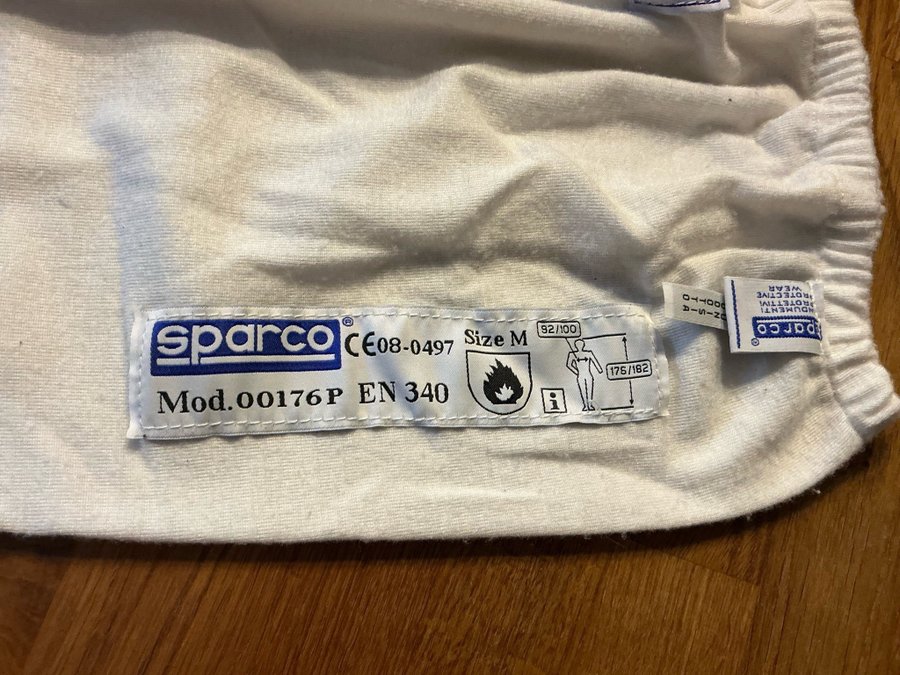 sparco®
CE08-0497
Size M
92/100
176/182
Mod.00176P EN 340
i
INDUMENTI
PROTETTIVI
PROTECTIVE
WEAR
sparco